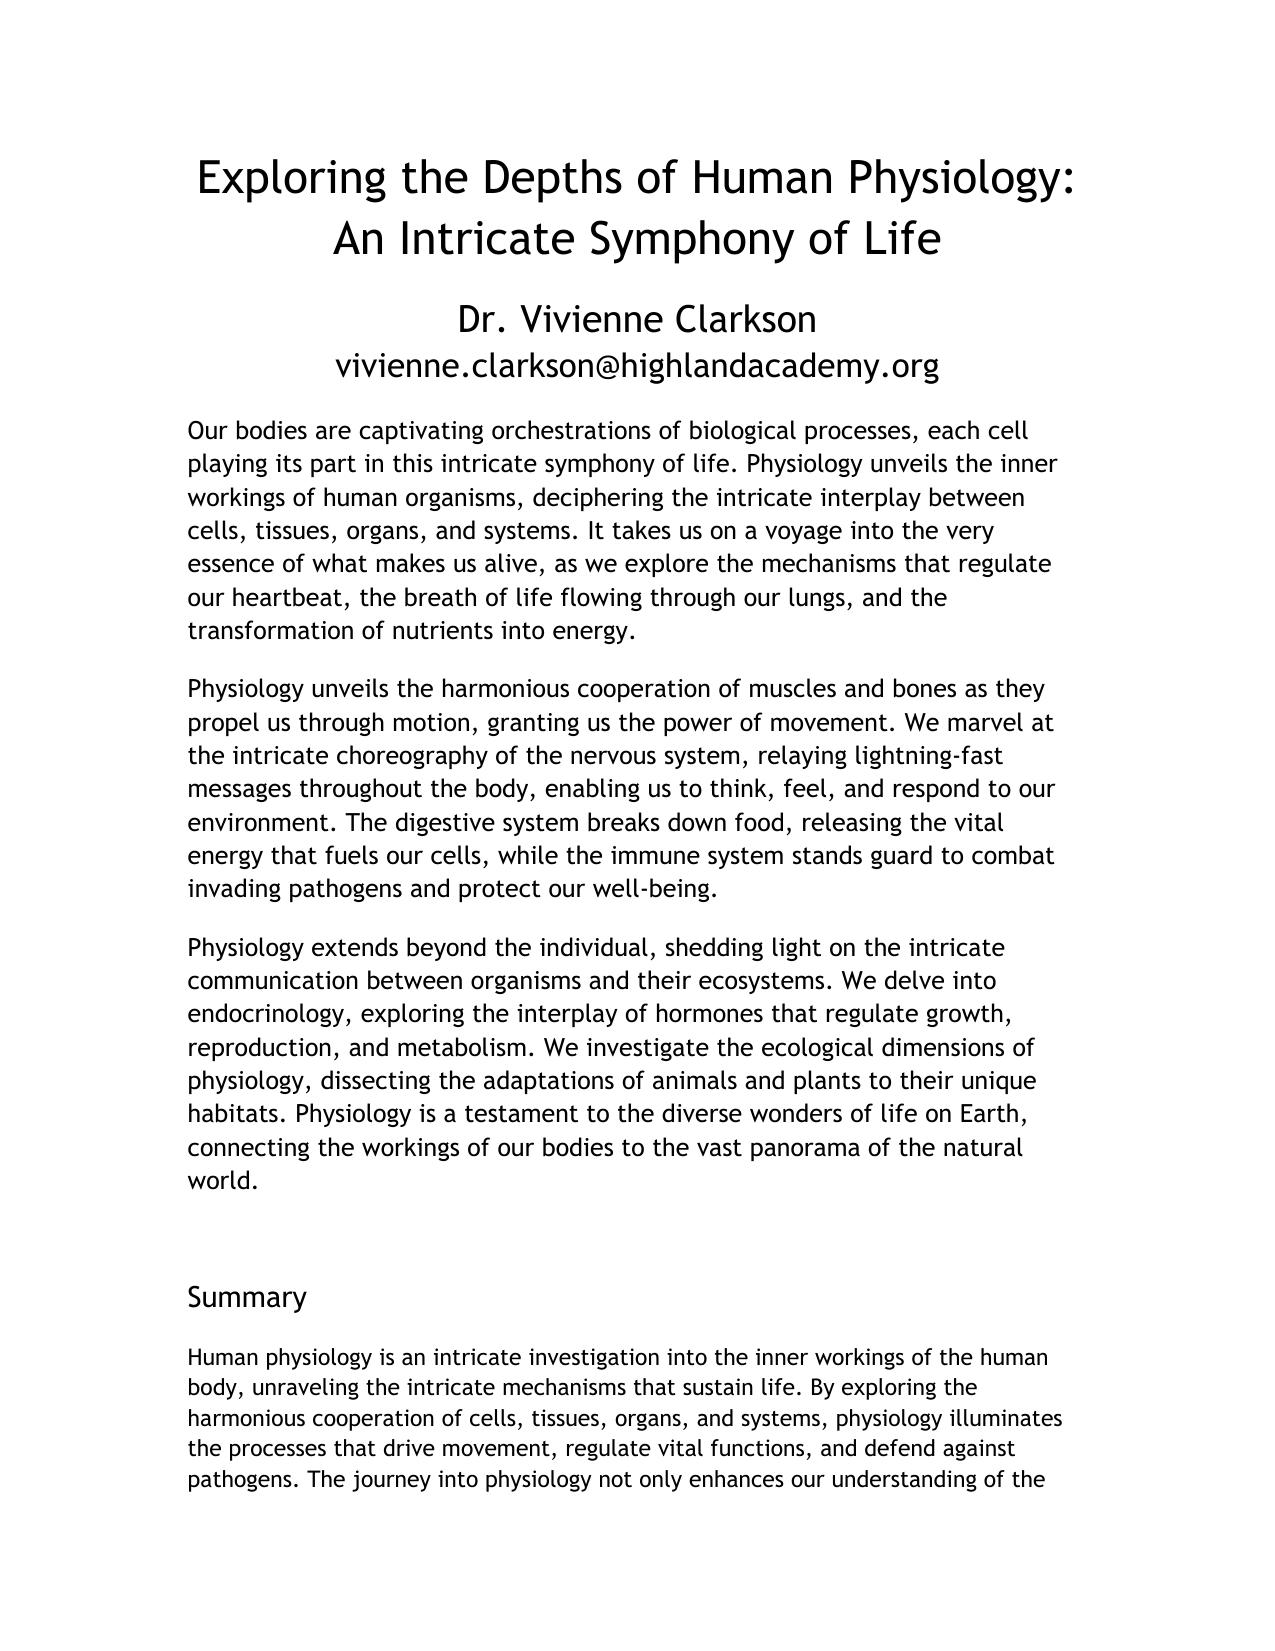 Exploring the Depths of Human Physiology:
An Intricate Symphony of Life
Dr. Vivienne Clarkson
vivienne.clarkson@highlandacademy.org
Our bodies are captivating orchestrations of biological processes, each cell
playing its part in this intricate symphony of life. Physiology unveils the inner
workings of human organisms, deciphering the intricate interplay between
cells, tissues, organs, and systems. It takes us on a voyage into the very
essence of what makes us alive, as we explore the mechanisms that regulate
our heartbeat, the breath of life flowing through our lungs, and the
transformation of nutrients into energy.
Physiology unveils the harmonious cooperation of muscles and bones as they
propel us through motion, granting us the power of movement. We marvel at
the intricate choreography of the nervous system, relaying lightning-fast
messages throughout the body, enabling us to think, feel, and respond to our
environment. The digestive system breaks down food, releasing the vital
energy that fuels our cells, while the immune system stands guard to combat
invading pathogens and protect our well-being.
Physiology extends beyond the individual, shedding light on the intricate
communication between organisms and their ecosystems. We delve into
endocrinology, exploring the interplay of hormones that regulate growth,
reproduction, and metabolism. We investigate the ecological dimensions of
physiology, dissecting the adaptations of animals and plants to their unique
habitats. Physiology is a testament to the diverse wonders of life on Earth,
connecting the workings of our bodies to the vast panorama of the natural
world.
Summary
Human physiology is an intricate investigation into the inner workings of the human
body, unraveling the intricate mechanisms that sustain life. By exploring the
harmonious cooperation of cells, tissues, organs, and systems, physiology illuminates
the processes that drive movement, regulate vital functions, and defend against
pathogens. The journey into physiology not only enhances our understanding of the